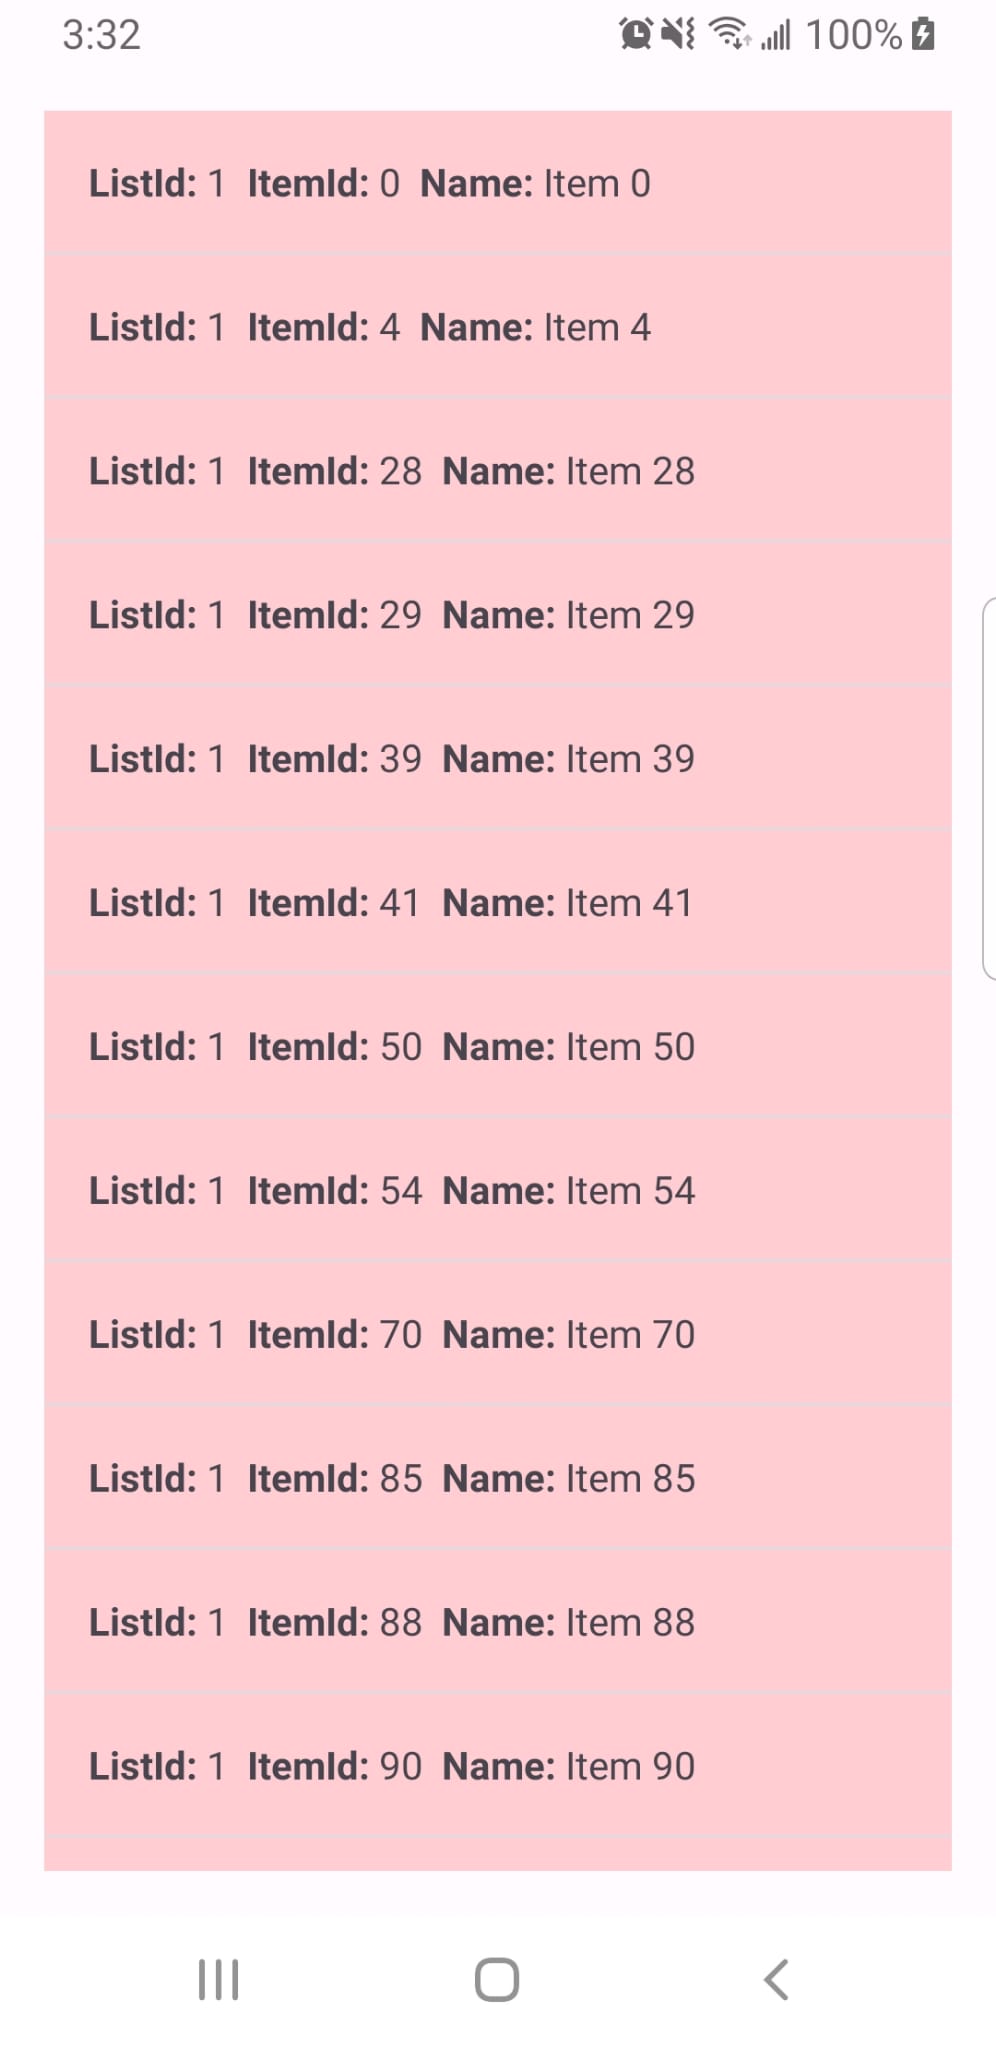 3:32 100%
ListId: 1 ItemId: 0 Name: Item 0
ListId: 1 ItemId: 4 Name: Item 4
ListId: 1 ItemId: 28 Name: Item 28
ListId: 1 ItemId: 29 Name: Item 29
ListId: 1 ItemId: 39 Name: Item 39
ListId: 1 ItemId: 41 Name: Item 41
ListId: 1 ItemId: 50 Name: Item 50
ListId: 1 ItemId: 54 Name: Item 54
ListId: 1 ItemId: 70 Name: Item 70
ListId: 1 ItemId: 85 Name: Item 85
ListId: 1 ItemId: 88 Name: Item 88
ListId: 1 ItemId: 90 Name: Item 90